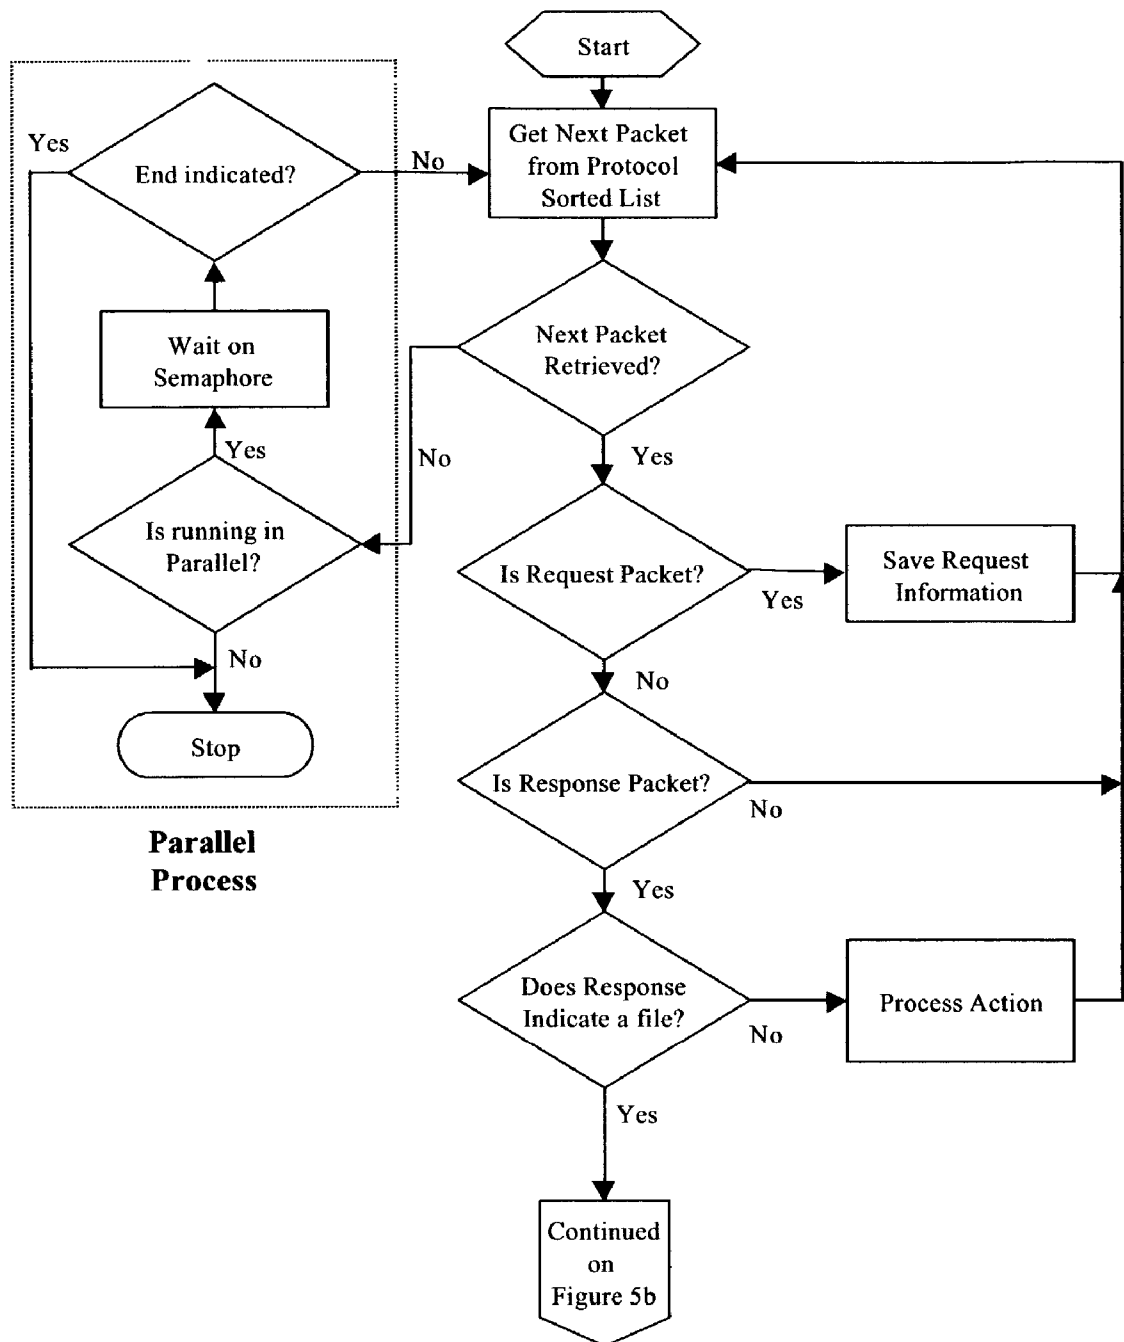 Start
Get Next Packet
from Protocol
Sorted List
Yes
End indicated?
No
Next Packet
Retrieved?
Wait on
Semaphore
Yes
No
Yes
Is running in
Parallel?
Is Request Packet?
Yes
Save Request
Information
No
No
Stop
Is Response Packet?
No
Parallel
Process
Yes
Does Response
Indicate a file?
No
Process Action
Yes
Continued
on
Figure 5b